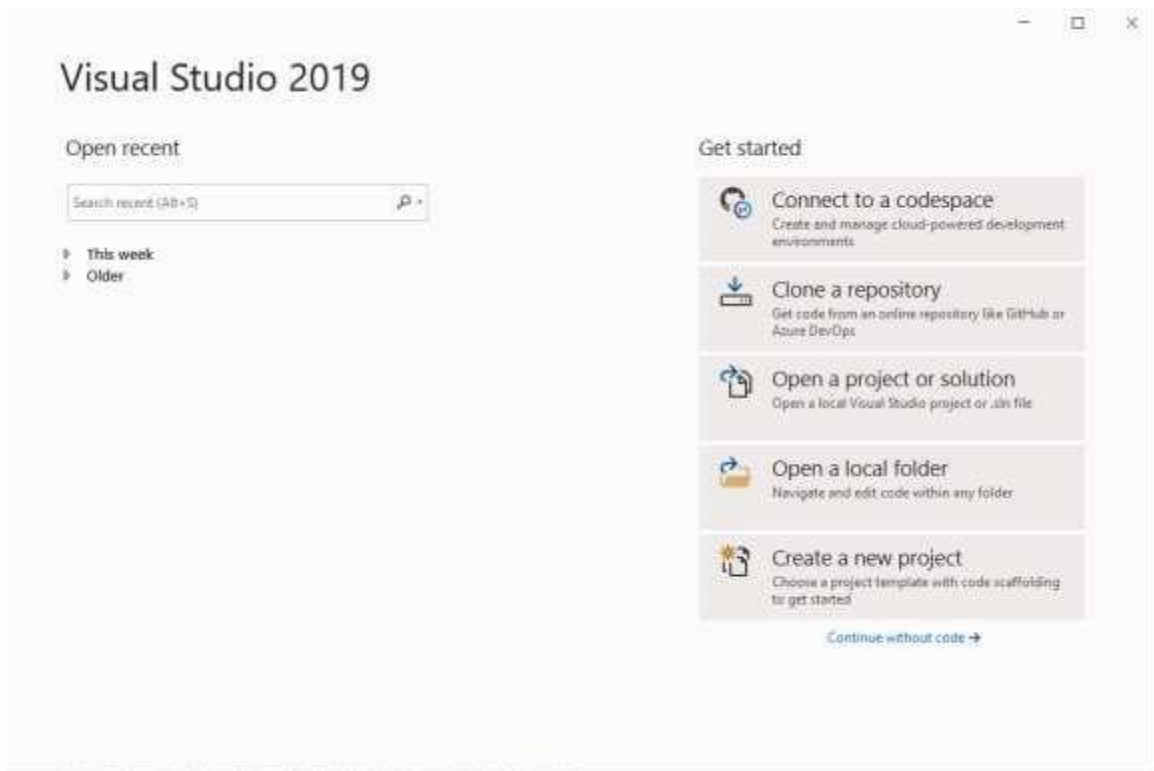 Visual Studio 2019
Open recent
Search recent (Alt+S)
This week
Older
Get started
Connect to a codespace
Create and manage cloud-powered development
environments
Clone a repository
Get code from an online repository like GitHub or
Azure DevOps
Open a project or solution
Open a local Visual Studio project or .sln file
Open a local folder
Navigate and edit code within any folder
Create a new project
Choose a project template with code scaffolding
to get started
Continue without code →